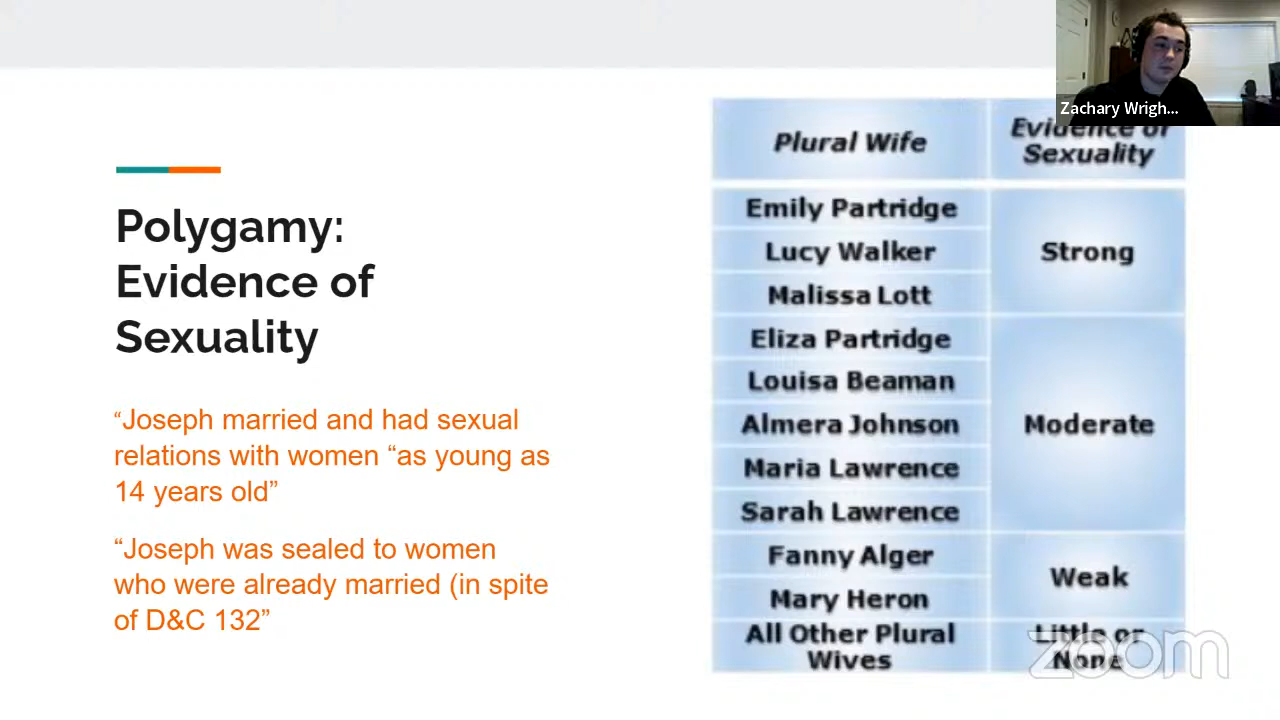 Zachary Wrigh...
Polygamy:
Evidence of
Sexuality
“Joseph married and had sexual
relations with women “as young as
14 years old”
“Joseph was sealed to women
who were already married (in spite
of D&C 132”
Plural Wife
Evidence of
Sexuality
Emily Partridge
Lucy Walker
Malissa Lott
Strong
Eliza Partridge
Louisa Beaman
Almera Johnson
Maria Lawrence
Sarah Lawrence
Moderate
Fanny Alger
Mary Heron
Weak
All Other Plural
Wives
Little or
None
zoom